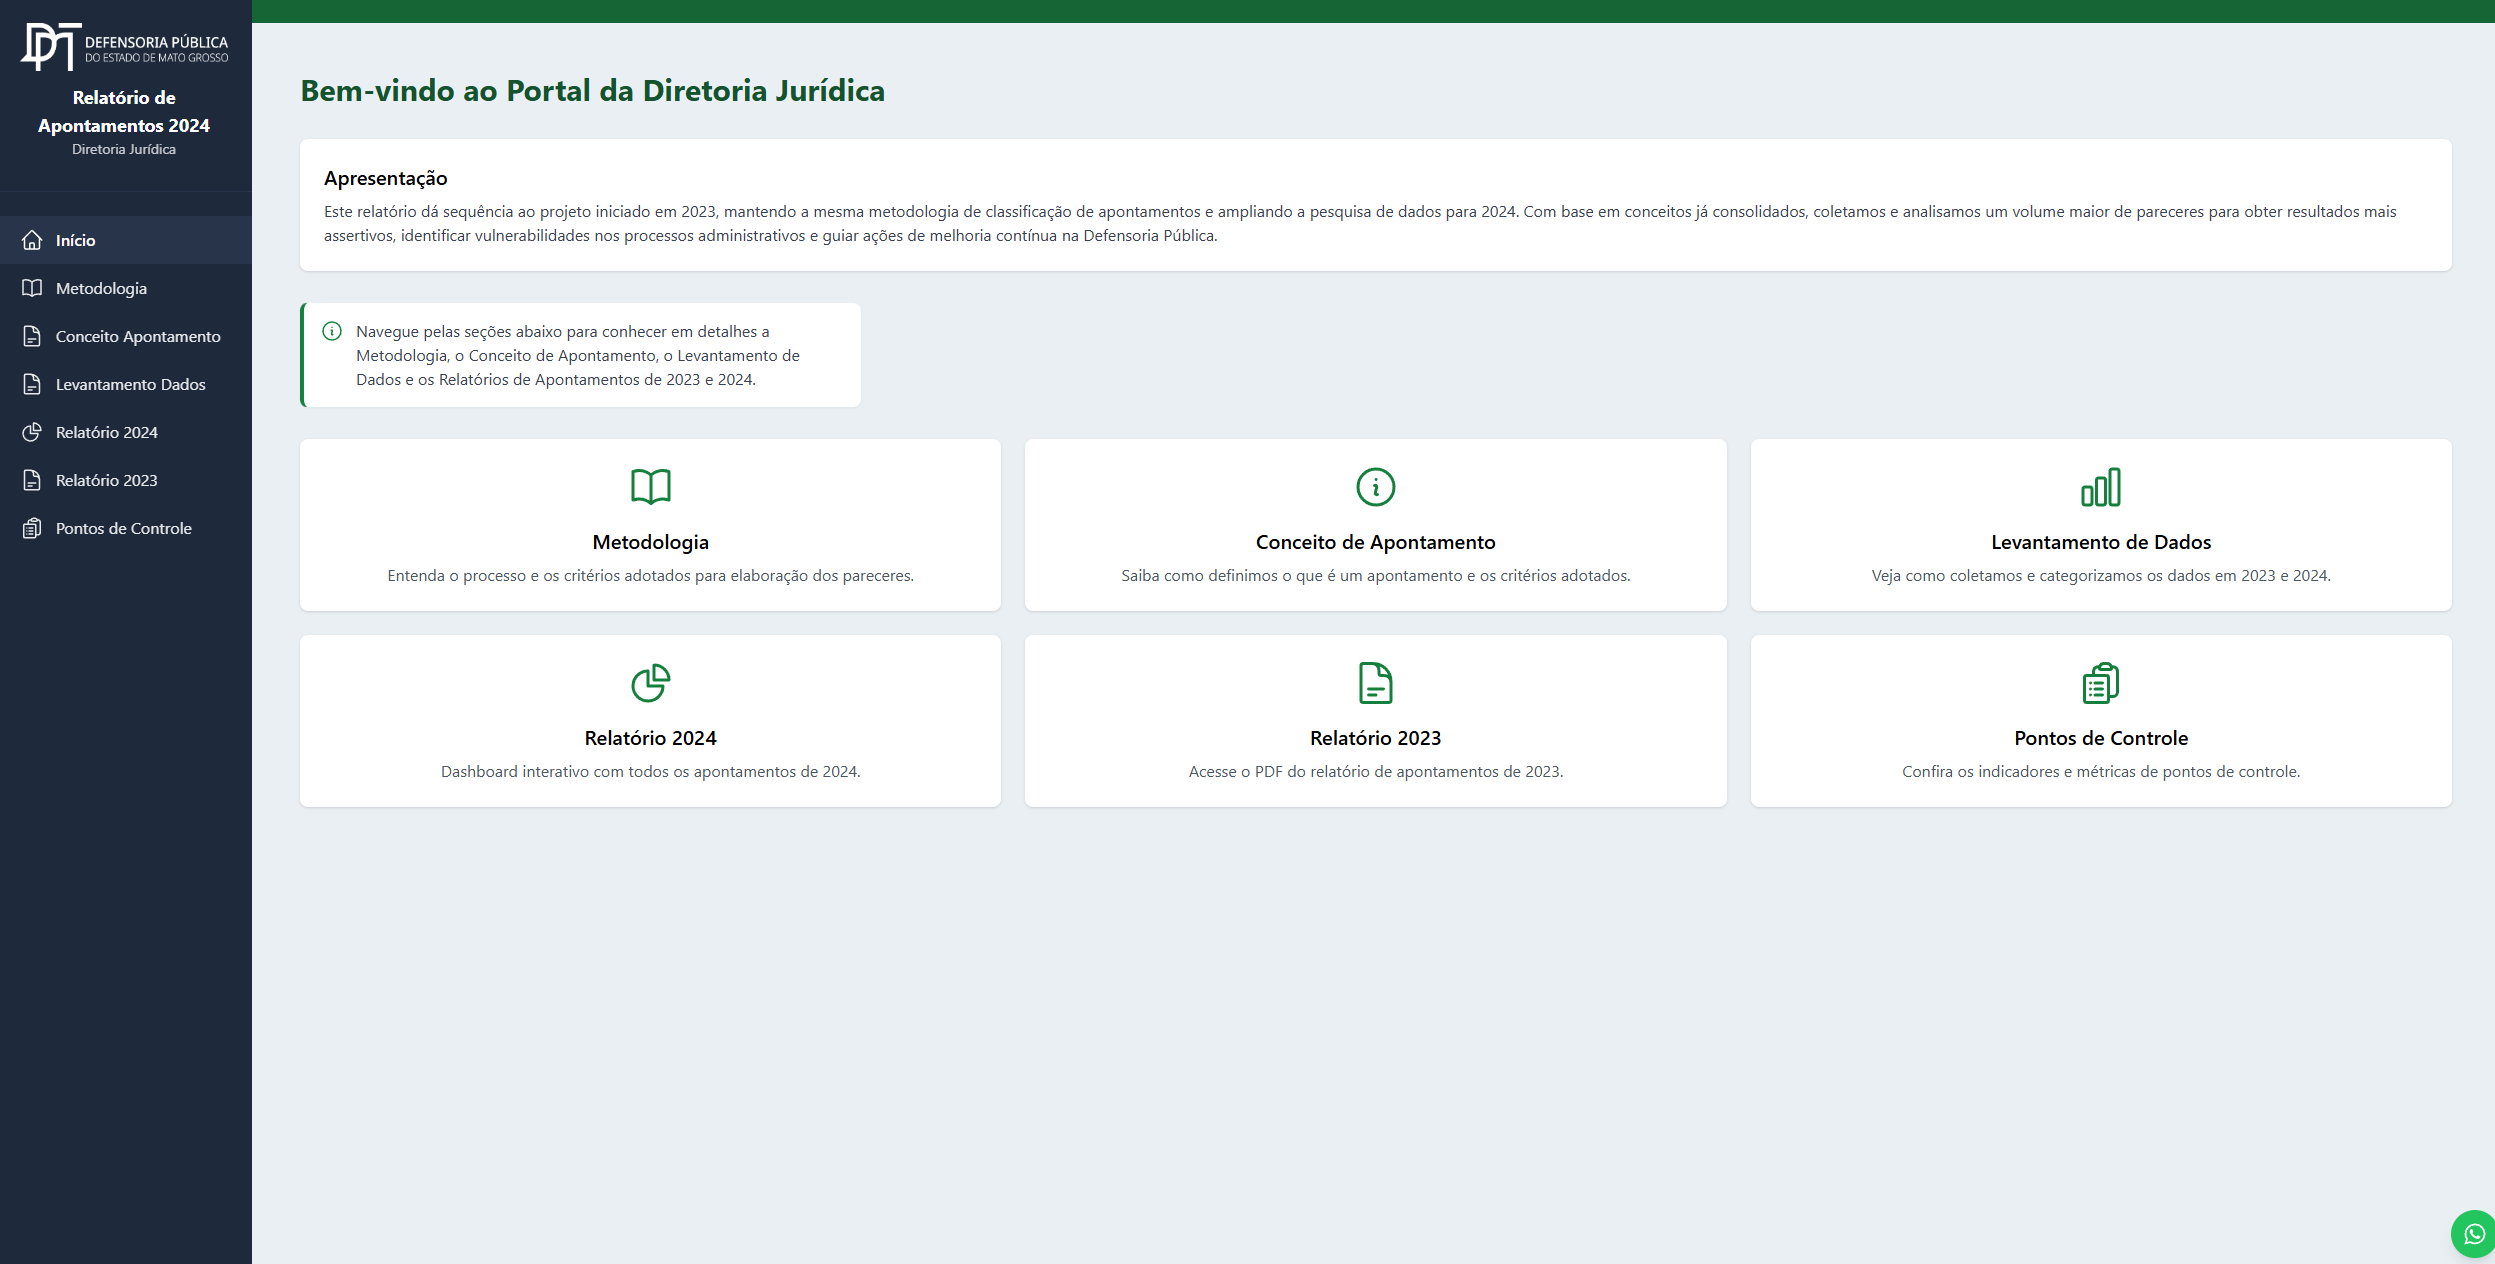 DEFENSORIA PÚBLICA
DO ESTADO DE MATO GROSSO
Relatório de
Apontamentos 2024
Diretoria Jurídica
Início
Metodologia
Conceito Apontamento
Levantamento Dados
Relatório 2024
Relatório 2023
Pontos de Controle
Bem-vindo ao Portal da Diretoria Jurídica
Apresentação
Este relatório dá sequência ao projeto iniciado em 2023, mantendo a mesma metodologia de classificação de apontamentos e ampliando a pesquisa de dados para 2024. Com base em conceitos já consolidados, coletamos e analisamos um volume maior de pareceres para obter resultados mais
assertivos, identificar vulnerabilidades nos processos administrativos e guiar ações de melhoria contínua na Defensoria Pública.
Navegue pelas seções abaixo para conhecer em detalhes a
Metodologia, o Conceito de Apontamento, o Levantamento de
Dados e os Relatórios de Apontamentos de 2023 e 2024.
Metodologia
Entenda o processo e os critérios adotados para elaboração dos pareceres.
Conceito de Apontamento
Saiba como definimos o que é um apontamento e os critérios adotados.
Levantamento de Dados
Veja como coletamos e categorizamos os dados em 2023 e 2024.
Relatório 2024
Dashboard interativo com todos os apontamentos de 2024.
Relatório 2023
Acesse o PDF do relatório de apontamentos de 2023.
Pontos de Controle
Confira os indicadores e métricas de pontos de controle.